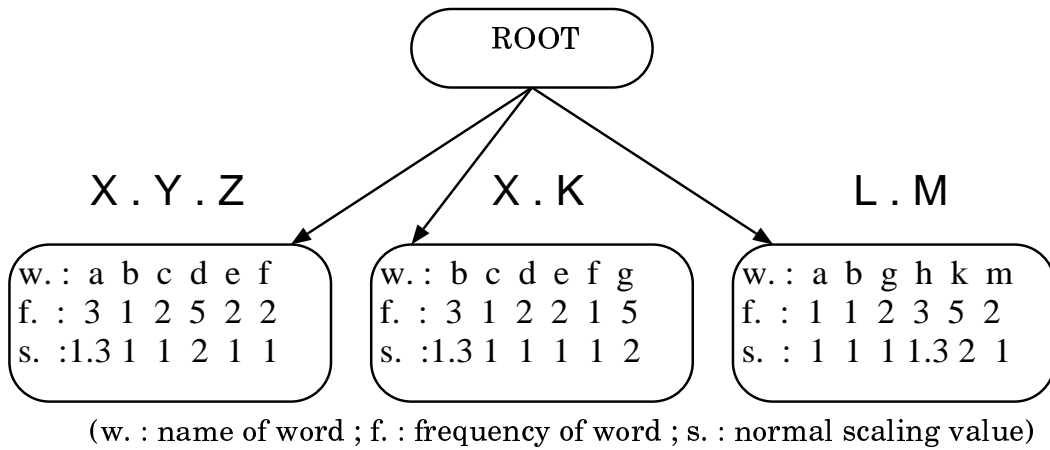 ROOT
X . Y . Z
X . K
L . M
w. : a b c d e f
f. : 3 1 2 5 2 2
s. :1.3 1 1 2 1 1
w. : b c d e f g
f. : 3 1 2 2 1 5
s. :1.3 1 1 1 1 2
w. : a b g h k m
f. : 1 1 2 3 5 2
s. : 1 1 1 1.3 2 1
(w. : name of word ; f. : frequency of word ; s. : normal scaling value)